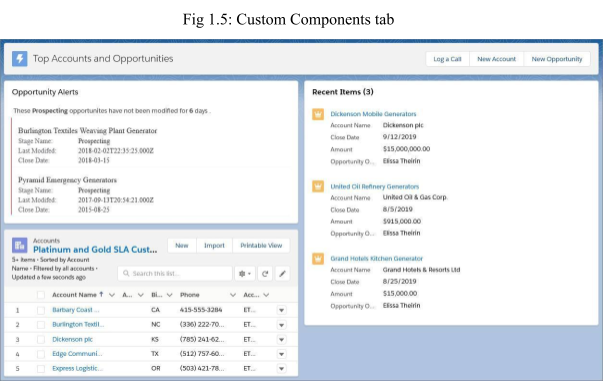 Fig 1.5: Custom Components tab
Top Accounts and Opportunities
Log a Call
New Account
New Opportunity
Opportunity Alerts
These Prospecting opportunites have not been modified for 6 days .
Burlington Textiles Weaving Plant Generator
Stage Name: Prospecting
Last Modifed: 2018-02-02T22:35:25.000Z
Close Date: 2018-03-15
Pyramid Emergency Generators
Stage Name: Prospecting
Last Modifed: 2017-09-13T20:54:21.000Z
Close Date: 2015-08-25
Accounts
Platinum and Gold SLA Cust...
New
Import
Printable View
5+ Items • Sorted by Account
Name • Filtered by all accounts •
Updated a few seconds ago
Search this list...
Account Name ↑ A... Bi... Phone Acc...
1 Barbary Coast ... CA 415-555-3284 ET...
2 Burlington Textil... NC (336) 222-70... ET...
3 Dickenson plc KS (785) 241-62... ET...
4 Edge Communi... TX (512) 757-60... ET...
5 Express Logistic... OR (503) 421-78... ET...
Recent Items (3)
Dickenson Mobile Generators
Account Name Dickenson plc
Close Date 9/12/2019
Amount $15,000,000.00
Opportunity O... Elissa Theirin
United Oil Refinery Generators
Account Name United Oil & Gas Corp.
Close Date 8/5/2019
Amount $915,000.00
Opportunity O... Elissa Theirin
Grand Hotels Kitchen Generator
Account Name Grand Hotels & Resorts Ltd
Close Date 8/25/2019
Amount $15,000.00
Opportunity O... Elissa Theirin